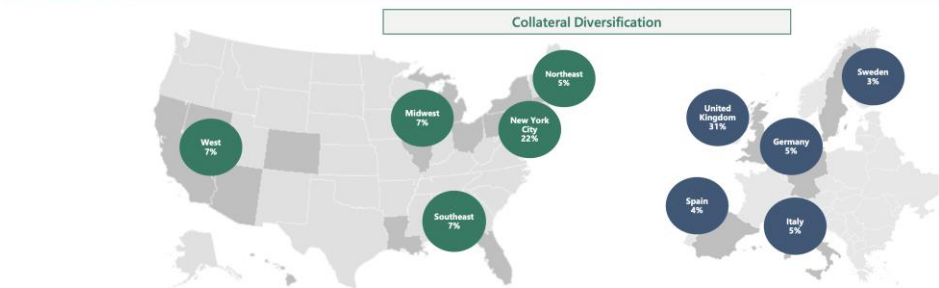 Collateral Diversification
Northeast
5%
Sweden
3%
Midwest
7%
New York
City
22%
United
Kingdom
31%
West
7%
Germany
5%
Southeast
7%
Spain
4%
Italy
5%